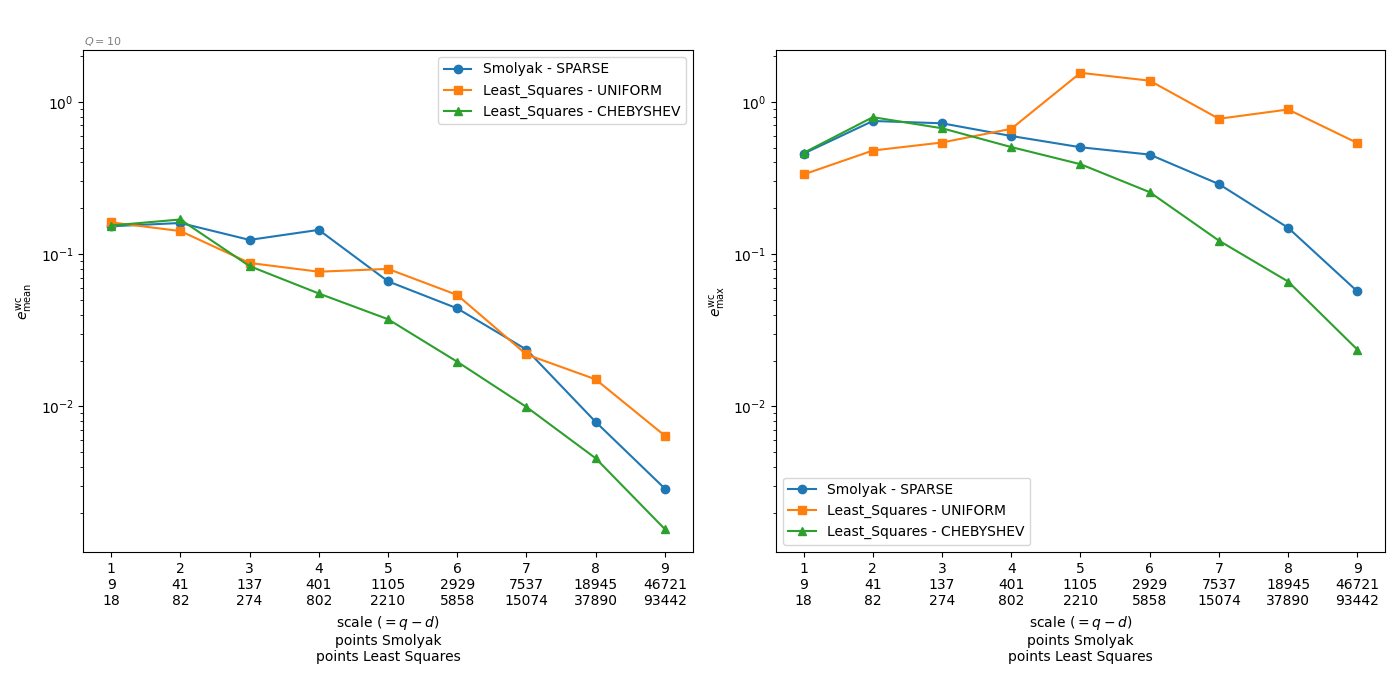 Q = 10
Smolyak - SPARSE
Least_Squares - UNIFORM
Least_Squares - CHEBYSHEV
10⁰
10⁻¹
10⁻²
e^wc_mean
1 2 3 4 5 6 7 8 9
9 41 137 401 1105 2929 7537 18945 46721
18 82 274 802 2210 5858 15074 37890 93442
scale (= q − d)
points Smolyak
points Least Squares
10⁰
10⁻¹
10⁻²
e^wc_max
Smolyak - SPARSE
Least_Squares - UNIFORM
Least_Squares - CHEBYSHEV
1 2 3 4 5 6 7 8 9
9 41 137 401 1105 2929 7537 18945 46721
18 82 274 802 2210 5858 15074 37890 93442
scale (= q − d)
points Smolyak
points Least Squares